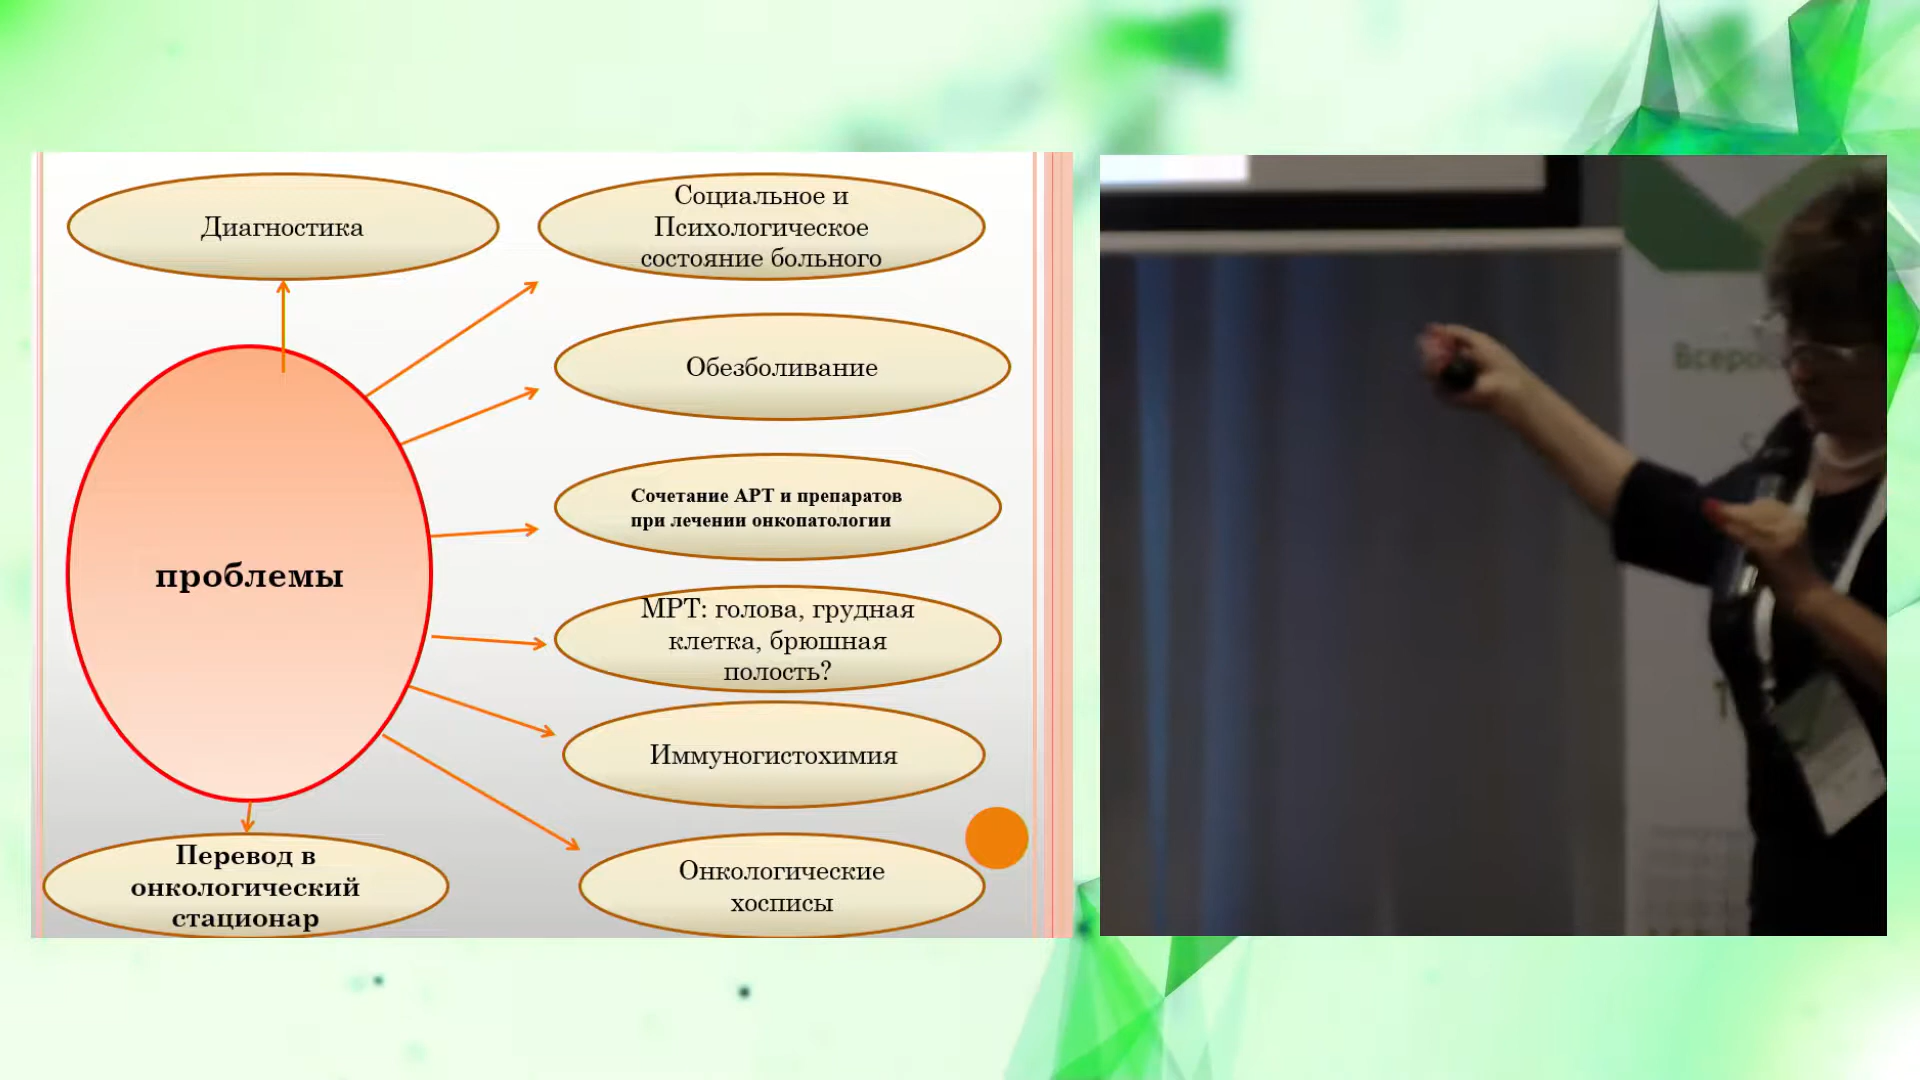 Диагностика
Социальное и
Психологическое
состояние больного
Обезболивание
Сочетание АРТ и препаратов
при лечении онкопатологии
проблемы
МРТ: голова, грудная
клетка, брюшная
полость?
Иммуногистохимия
Перевод в
онкологический
стационар
Онкологические
хосписы